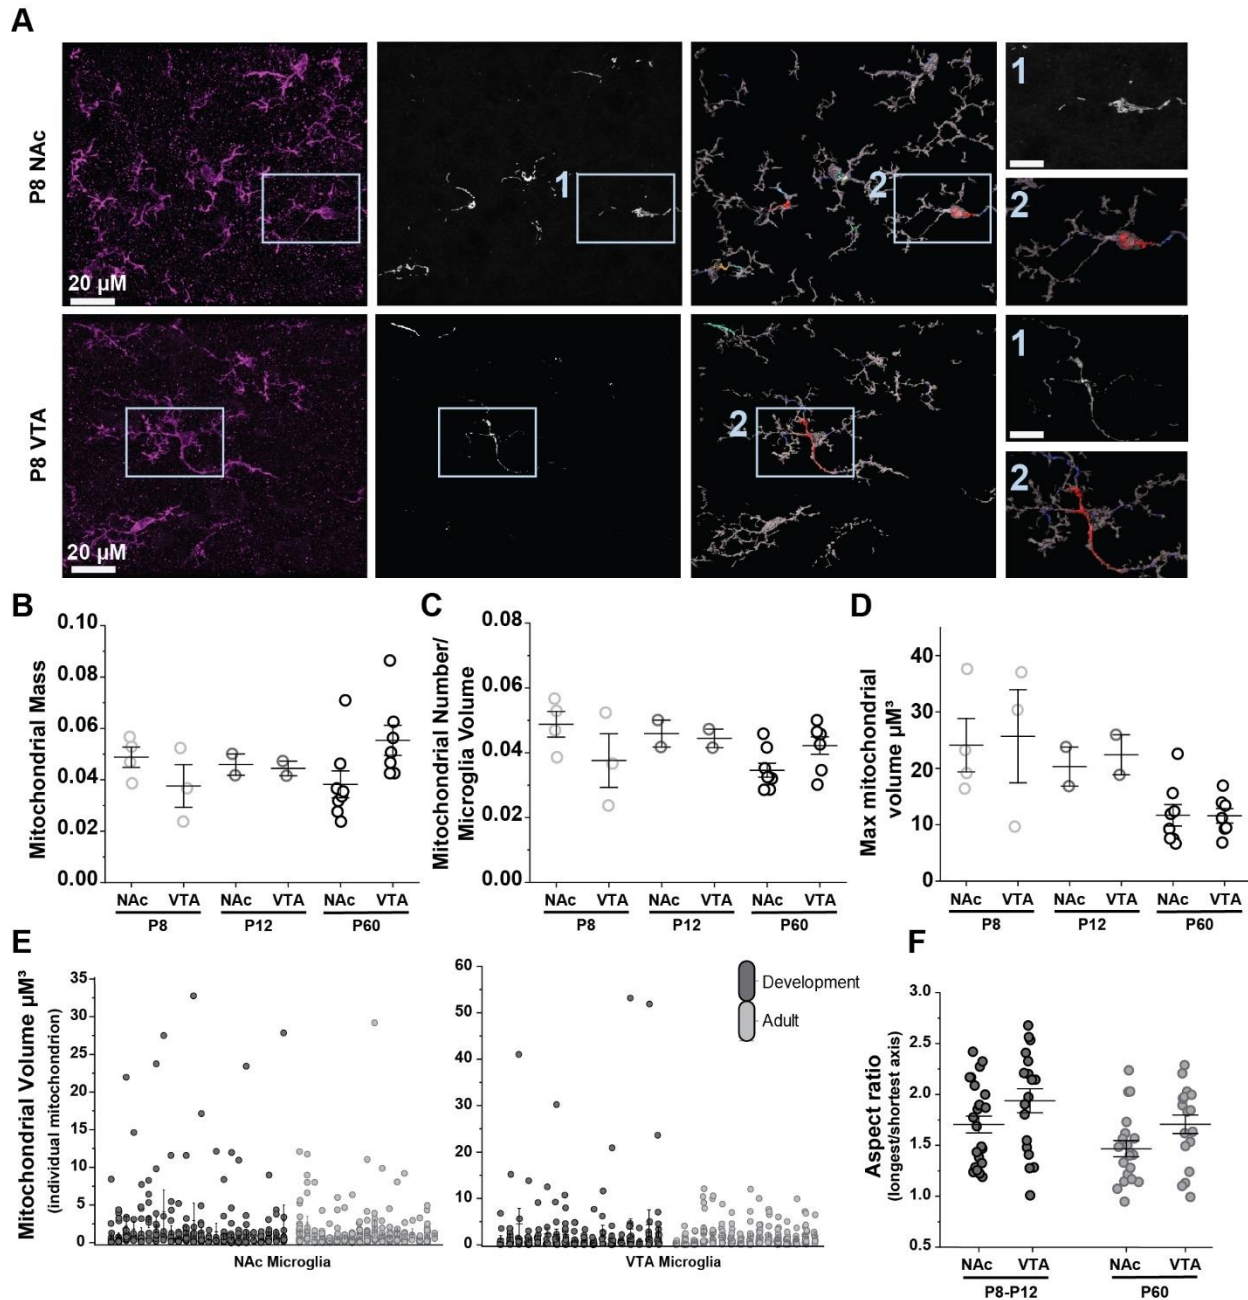 A
P8 NAc
20 µM
1
2
1
2
P8 VTA
20 µM
2
1
2
B
Mitochondrial Mass
0.10
0.08
0.06
0.04
0.02
0.00
NAc VTA NAc VTA NAc VTA
P8 P12 P60
C
Mitochondrial Number/
Microglia Volume
0.08
0.06
0.04
0.02
0.00
NAc VTA NAc VTA NAc VTA
P8 P12 P60
D
Max mitochondrial
volume µM³
40
30
20
10
0
NAc VTA NAc VTA NAc VTA
P8 P12 P60
E
Mitochondrial Volume µM³
(individual mitochondrion)
35
30
25
20
15
10
5
0
NAc Microglia
60
50
40
30
20
10
0
VTA Microglia
Development
Adult
F
Aspect ratio
(longest/shortest axis)
3.0
2.5
2.0
1.5
1.0
0.5
NAc VTA NAc VTA
P8-P12 P60